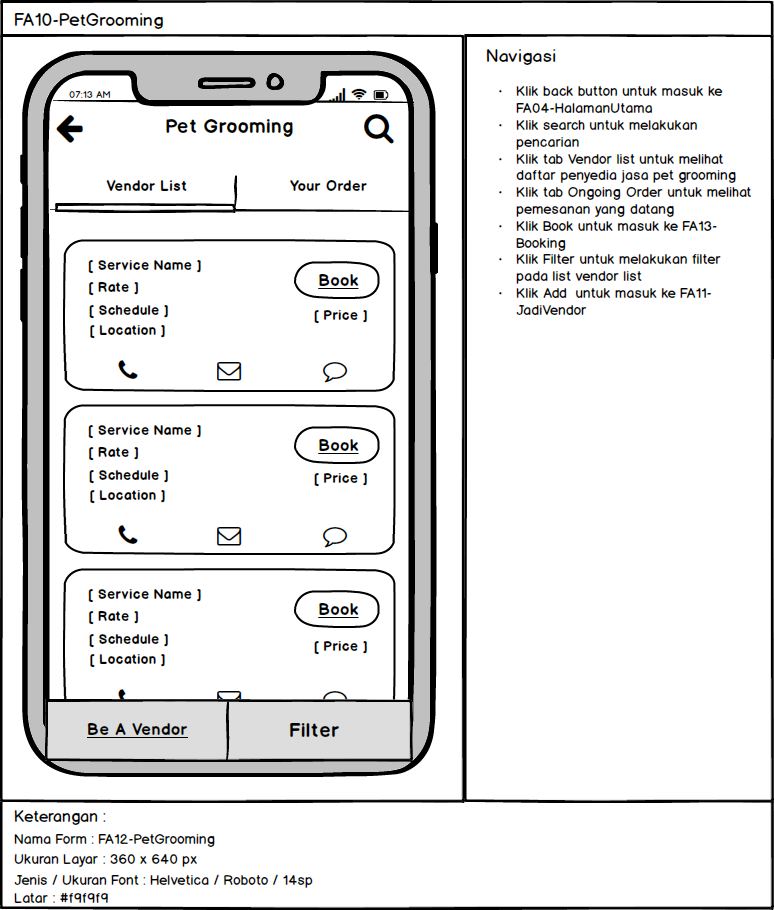 FA10-PetGrooming
07:13 AM
Pet Grooming
Vendor List
Your Order
[ Service Name ]
[ Rate ]
[ Schedule ]
[ Location ]
Book
[ Price ]
[ Service Name ]
[ Rate ]
[ Schedule ]
[ Location ]
Book
[ Price ]
[ Service Name ]
[ Rate ]
[ Schedule ]
[ Location ]
Book
[ Price ]
Be A Vendor
Filter
Navigasi
· Klik back button untuk masuk ke
FA04-HalamanUtama
· Klik search untuk melakukan
pencarian
· Klik tab Vendor list untuk melihat
daftar penyedia jasa pet grooming
· Klik tab Ongoing Order untuk melihat
pemesanan yang datang
· Klik Book untuk masuk ke FA13-
Booking
· Klik Filter untuk melakukan filter
pada list vendor list
· Klik Add  untuk masuk ke FA11-
JadiVendor
Keterangan :
Nama Form : FA12-PetGrooming
Ukuran Layar : 360 x 640 px
Jenis / Ukuran Font : Helvetica / Roboto / 14sp
Latar : #f9f9f9